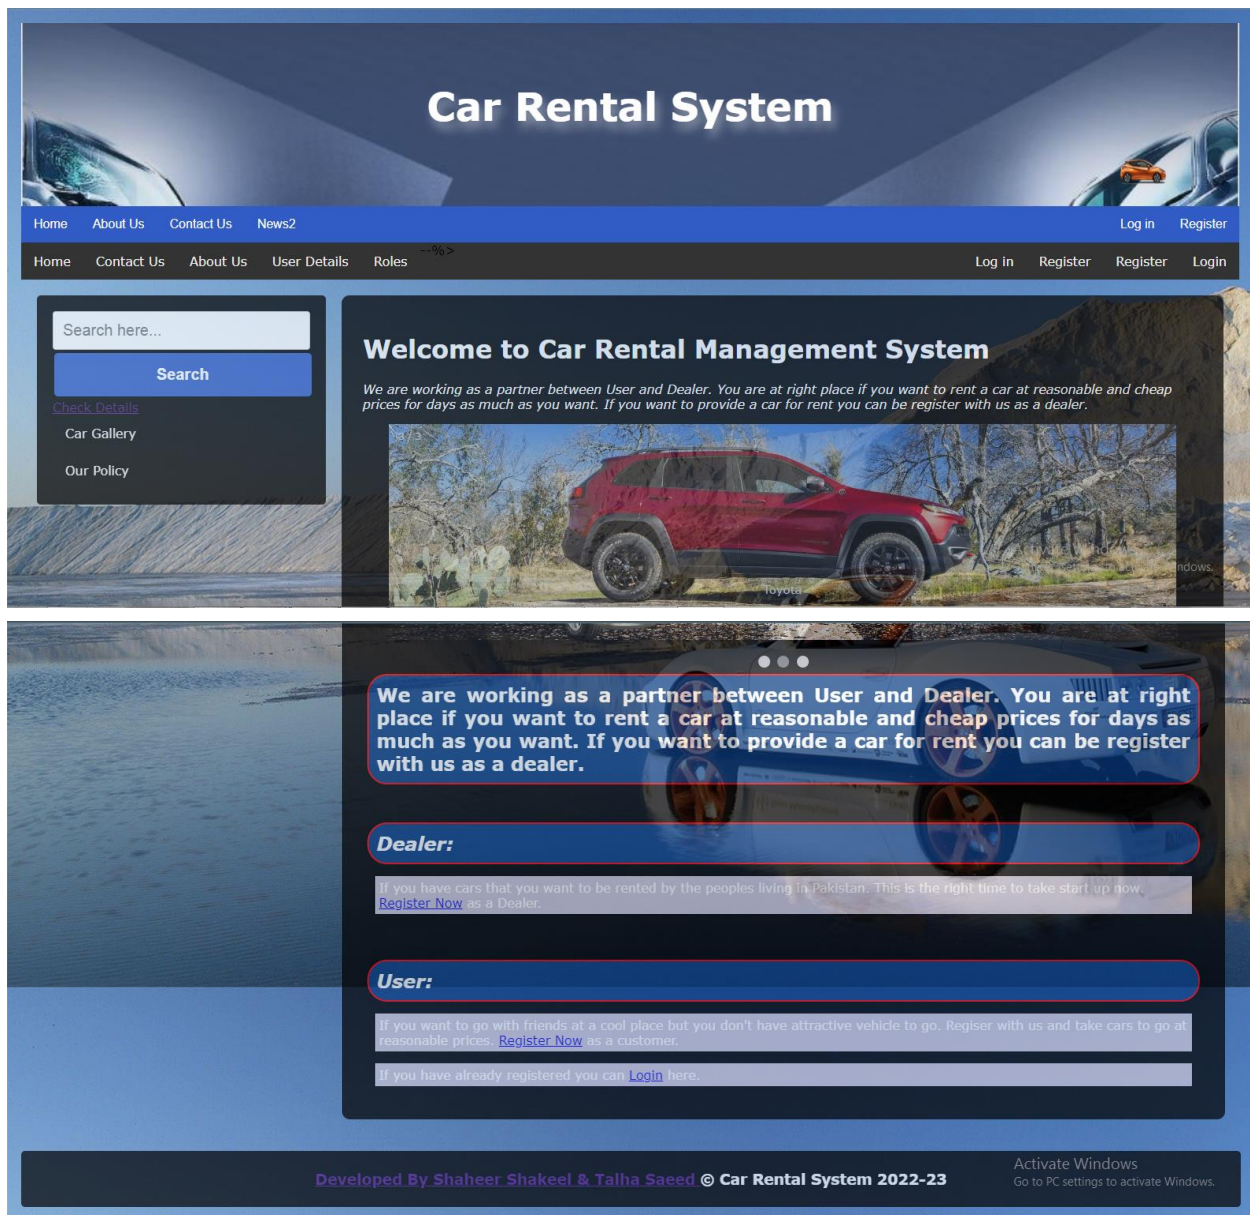 Car Rental System
Home About Us Contact Us News2 Log in Register
Home Contact Us About Us User Details Roles --%> Log in Register Register Login
Search here...
Search
Check Details
Car Gallery
Our Policy
Welcome to Car Rental Management System
We are working as a partner between User and Dealer. You are at right place if you want to rent a car at reasonable and cheap
prices for days as much as you want. If you want to provide a car for rent you can be register with us as a dealer.
3 / 3
Toyota
We are working as a partner between User and Dealer. You are at right
place if you want to rent a car at reasonable and cheap prices for days as
much as you want. If you want to provide a car for rent you can be register
with us as a dealer.
Dealer:
If you have cars that you want to be rented by the peoples living in Pakistan. This is the right time to take start up now.
Register Now as a Dealer.
User:
If you want to go with friends at a cool place but you don't have attractive vehicle to go. Regiser with us and take cars to go at
reasonable prices. Register Now as a customer.
If you have already registered you can Login here.
Developed By Shaheer Shakeel & Talha Saeed © Car Rental System 2022-23
Activate Windows
Go to PC settings to activate Windows.